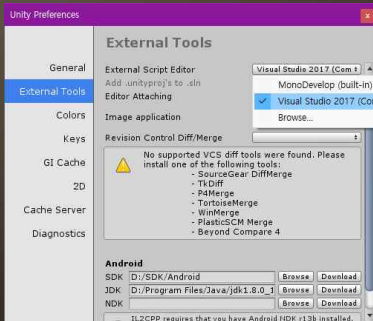 Unity Preferences
x
External Tools
General
External Tools
Colors
Keys
GI Cache
2D
Cache Server
Diagnostics
External Script Editor
Visual Studio 2017 (Com
Add .unityproj's to .sln
MonoDevelop (built-in)
Editor Attaching
Visual Studio 2017 (Co
Image application
Browse...
Revision Control Diff/Merge
No supported VCS diff tools were found. Please
install one of the following tools:
- SourceGear DiffMerge
- TkDiff
- P4Merge
- TortoiseMerge
- WinMerge
- PlasticSCM Merge
- Beyond Compare 4
Android
SDK D:/SDK/Android Browse Download
JDK D:/Program Files/Java/jdk1.8.0_1 Browse Download
NDK Browse Download
IL2CPP requires that you have Android NDK r13b installed.